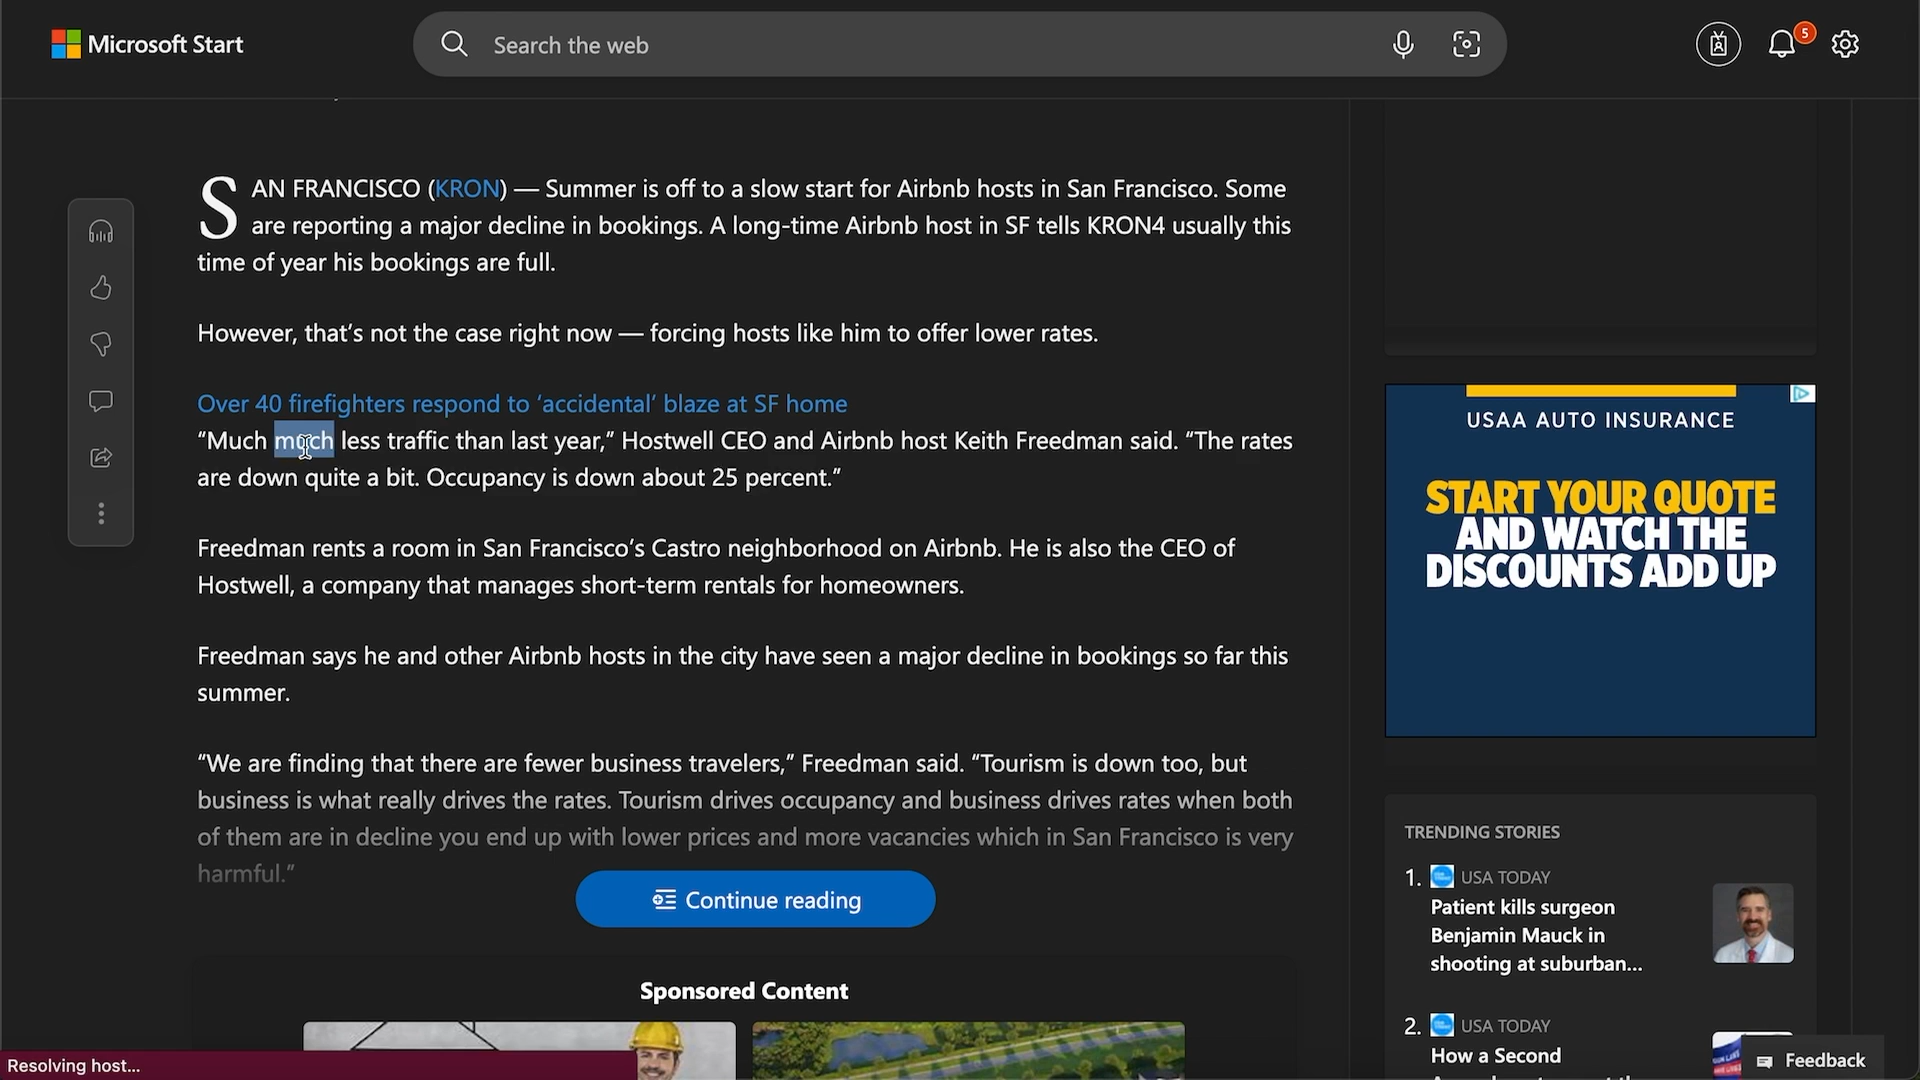 Microsoft Start
Search the web
5
SAN FRANCISCO (KRON) — Summer is off to a slow start for Airbnb hosts in San Francisco. Some
are reporting a major decline in bookings. A long-time Airbnb host in SF tells KRON4 usually this
time of year his bookings are full.
However, that’s not the case right now — forcing hosts like him to offer lower rates.
Over 40 firefighters respond to ‘accidental’ blaze at SF home
“Much much less traffic than last year,” Hostwell CEO and Airbnb host Keith Freedman said. “The rates
are down quite a bit. Occupancy is down about 25 percent.”
Freedman rents a room in San Francisco’s Castro neighborhood on Airbnb. He is also the CEO of
Hostwell, a company that manages short-term rentals for homeowners.
Freedman says he and other Airbnb hosts in the city have seen a major decline in bookings so far this
summer.
“We are finding that there are fewer business travelers,” Freedman said. “Tourism is down too, but
business is what really drives the rates. Tourism drives occupancy and business drives rates when both
of them are in decline you end up with lower prices and more vacancies which in San Francisco is very
harmful.”
Continue reading
Sponsored Content
USAA AUTO INSURANCE
START YOUR QUOTE
AND WATCH THE
DISCOUNTS ADD UP
TRENDING STORIES
1. USA TODAY
Patient kills surgeon
Benjamin Mauck in
shooting at suburban...
2. USA TODAY
How a Second
Feedback
Resolving host...